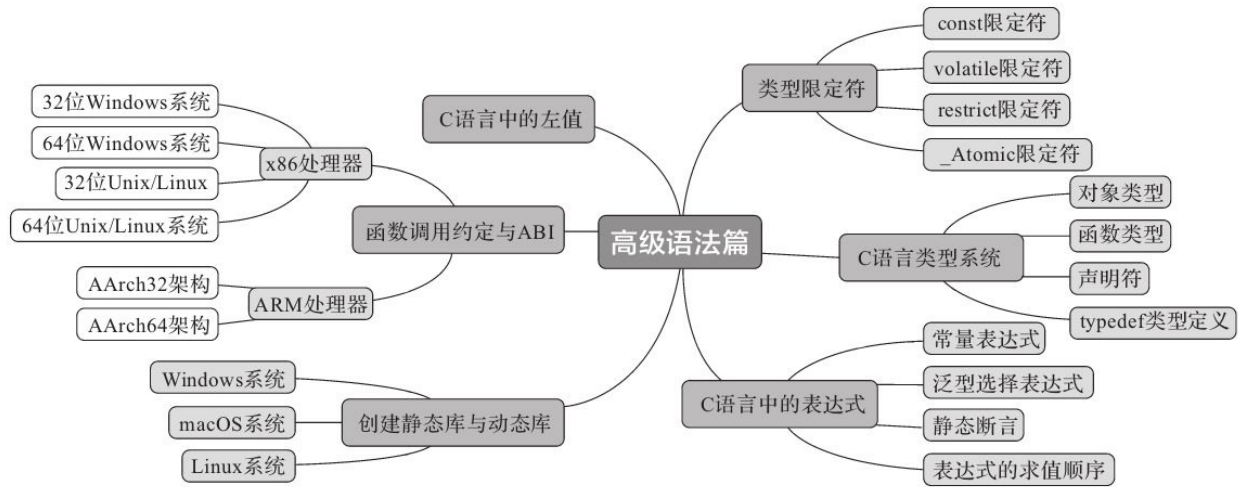 高级语法篇
类型限定符
const限定符
volatile限定符
restrict限定符
_Atomic限定符
C语言类型系统
对象类型
函数类型
声明符
typedef类型定义
C语言中的表达式
常量表达式
泛型选择表达式
静态断言
表达式的求值顺序
C语言中的左值
函数调用约定与ABI
x86处理器
32位Windows系统
64位Windows系统
32位Unix/Linux
64位Unix/Linux系统
ARM处理器
AArch32架构
AArch64架构
创建静态库与动态库
Windows系统
macOS系统
Linux系统